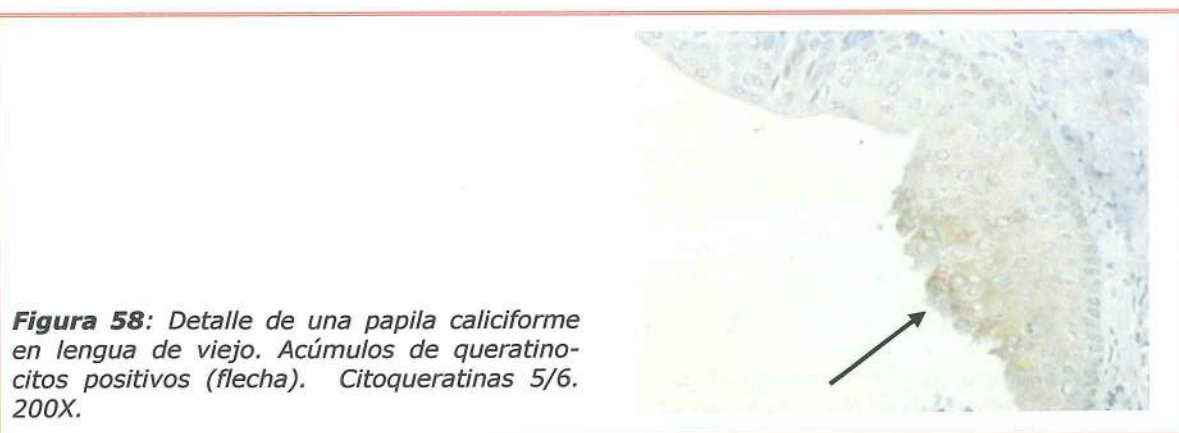 Figura 58: Detalle de una papila caliciforme
en lengua de viejo. Acúmulos de queratino-
citos positivos (flecha). Citoqueratinas 5/6.
200X.